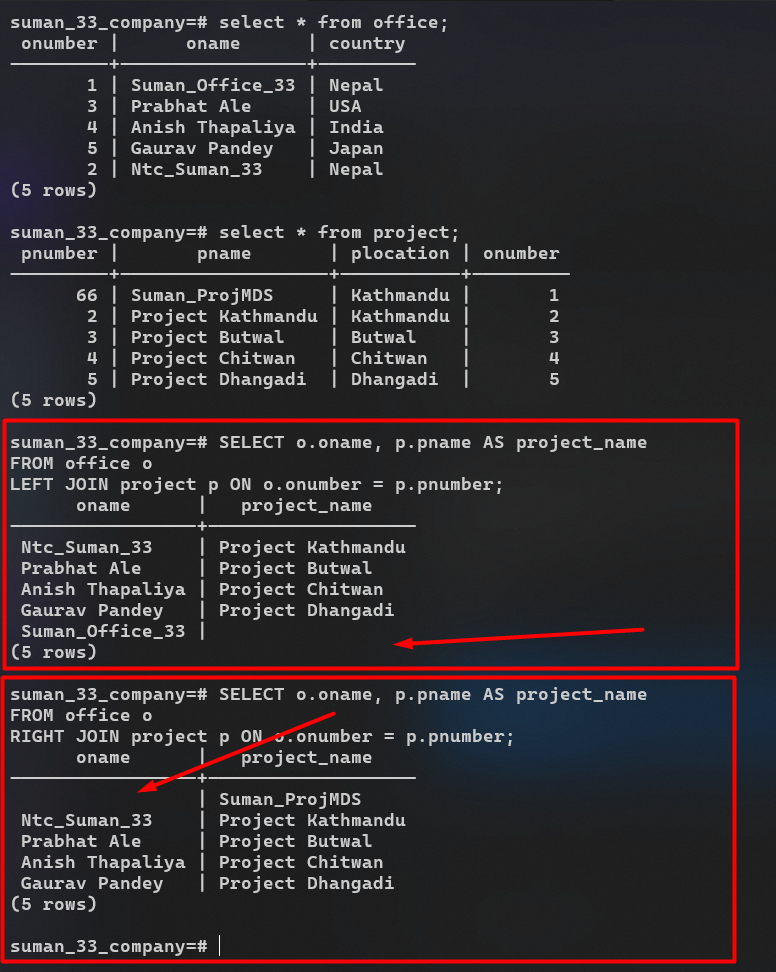 suman_33_company=# select * from office;
onumber | oname | country
1 | Suman_Office_33 | Nepal
3 | Prabhat Ale | USA
4 | Anish Thapaliya | India
5 | Gaurav Pandey | Japan
2 | Ntc_Suman_33 | Nepal
(5 rows)
suman_33_company=# select * from project;
pnumber | pname | plocation | onumber
66 | Suman_ProjMDS | Kathmandu | 1
2 | Project Kathmandu | Kathmandu | 2
3 | Project Butwal | Butwal | 3
4 | Project Chitwan | Chitwan | 4
5 | Project Dhangadi | Dhangadi | 5
(5 rows)
suman_33_company=# SELECT o.oname, p.pname AS project_name
FROM office o
LEFT JOIN project p ON o.onumber = p.pnumber;
oname | project_name
Ntc_Suman_33 | Project Kathmandu
Prabhat Ale | Project Butwal
Anish Thapaliya | Project Chitwan
Gaurav Pandey | Project Dhangadi
Suman_Office_33 |
(5 rows)
suman_33_company=# SELECT o.oname, p.pname AS project_name
FROM office o
RIGHT JOIN project p ON o.onumber = p.pnumber;
oname | project_name
| Suman_ProjMDS
Ntc_Suman_33 | Project Kathmandu
Prabhat Ale | Project Butwal
Anish Thapaliya | Project Chitwan
Gaurav Pandey | Project Dhangadi
(5 rows)
suman_33_company=#